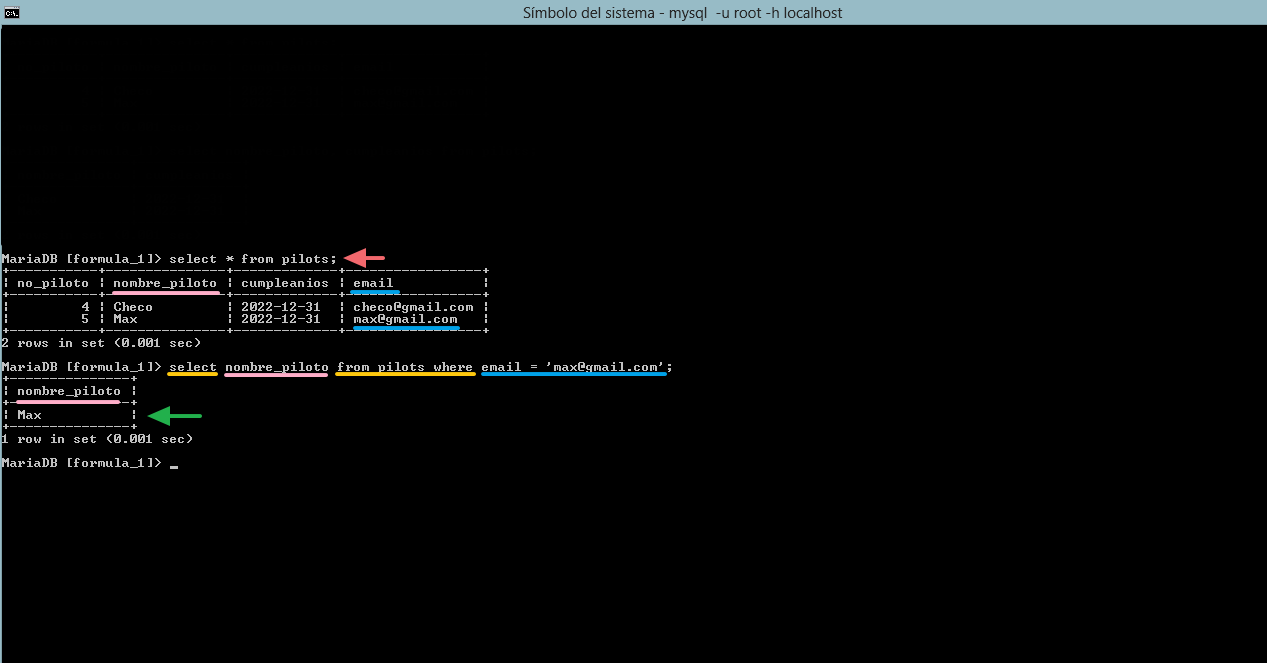 Símbolo del sistema - mysql -u root -h localhost
MariaDB [formula_1]> select * from pilots;
+-----------+---------------+-------------+-----------------+
| no_piloto | nombre_piloto | cumpleanios | email           |
+-----------+---------------+-------------+-----------------+
|         4 | Checo         | 2022-12-31  | checo@gmail.com |
|         5 | Max           | 2022-12-31  | max@gmail.com   |
+-----------+---------------+-------------+-----------------+
2 rows in set (0.001 sec)
MariaDB [formula_1]> select nombre_piloto from pilots where email = 'max@gmail.com';
+---------------+
| nombre_piloto |
+---------------+
| Max           |
+---------------+
1 row in set (0.001 sec)
MariaDB [formula_1]> _